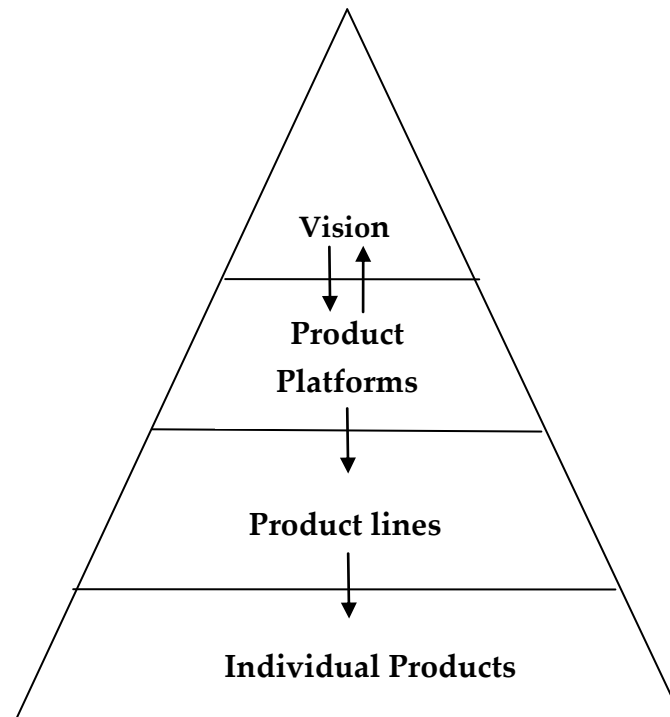 Vision
Product
Platforms
Product lines
Individual Products